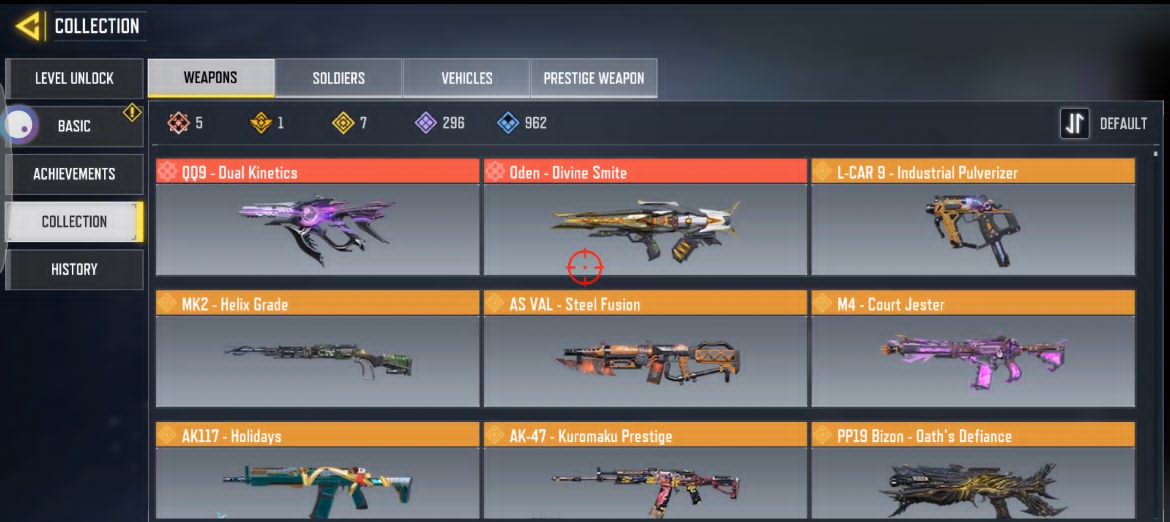 COLLECTION
LEVEL UNLOCK
BASIC
ACHIEVEMENTS
COLLECTION
HISTORY
WEAPONS SOLDIERS VEHICLES PRESTIGE WEAPON
5 1 7 296 962 DEFAULT
QQ9 - Dual Kinetics Oden - Divine Smite L-CAR 9 - Industrial Pulverizer
MK2 - Helix Grade AS VAL - Steel Fusion M4 - Court Jester
AK117 - Holidays AK-47 - Kuromaku Prestige PP19 Bizon - Oath's Defiance